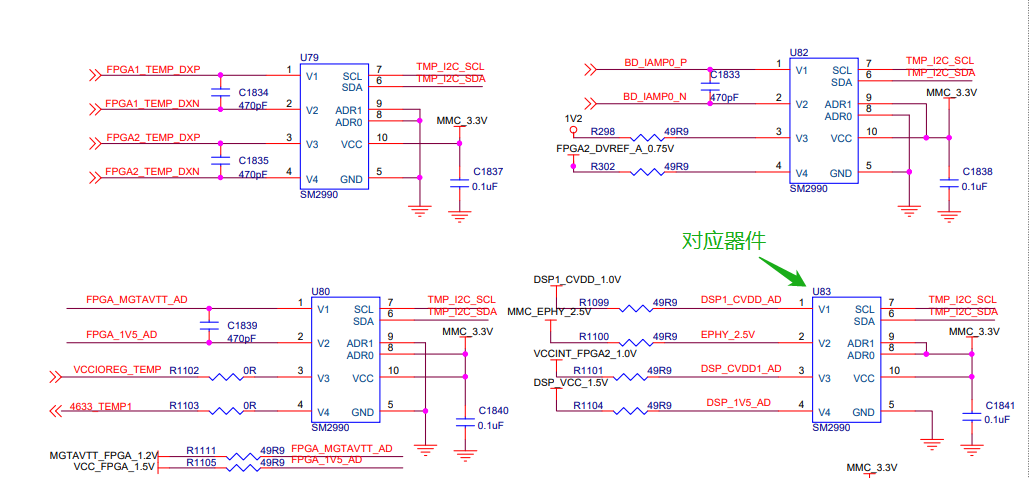 U79
FPGA1_TEMP_DXP
1
V1
SCL
7
TMP_I2C_SCL
SDA
6
TMP_I2C_SDA
C1834
470pF
FPGA1_TEMP_DXN
2
V2
ADR1
9
ADR0
8
FPGA2_TEMP_DXP
3
V3
VCC
10
MMC_3.3V
C1835
470pF
FPGA2_TEMP_DXN
4
V4
GND
5
C1837
0.1uF
SM2990
U82
BD_IAMP0_P
1
V1
SCL
7
TMP_I2C_SCL
SDA
6
TMP_I2C_SDA
C1833
470pF
BD_IAMP0_N
2
V2
ADR1
9
ADR0
8
MMC_3.3V
1V2
R298
49R9
3
V3
VCC
10
FPGA2_DVREF_A_0.75V
R302
49R9
4
V4
GND
5
C1838
0.1uF
SM2990
对应器件
U80
FPGA_MGTAVTT_AD
1
V1
SCL
7
TMP_I2C_SCL
SDA
6
TMP_I2C_SDA
C1839
470pF
FPGA_1V5_AD
2
V2
ADR1
9
ADR0
8
MMC_3.3V
VCCIOREG_TEMP
R1102
0R
3
V3
VCC
10
4633_TEMP1
R1103
0R
4
V4
GND
5
C1840
0.1uF
SM2990
MGTAVTT_FPGA_1.2V
R1111
49R9
FPGA_MGTAVTT_AD
VCC_FPGA_1.5V
R1105
49R9
FPGA_1V5_AD
U83
DSP1_CVDD_1.0V
R1099
49R9
DSP1_CVDD_AD
1
V1
SCL
7
TMP_I2C_SCL
SDA
6
TMP_I2C_SDA
MMC_EPHY_2.5V
R1100
49R9
EPHY_2.5V
2
V2
ADR1
9
ADR0
8
MMC_3.3V
VCCINT_FPGA2_1.0V
R1101
49R9
DSP_CVDD1_AD
3
V3
VCC
10
DSP_VCC_1.5V
R1104
49R9
DSP_1V5_AD
4
V4
GND
5
C1841
0.1uF
SM2990
MMC_3.3V